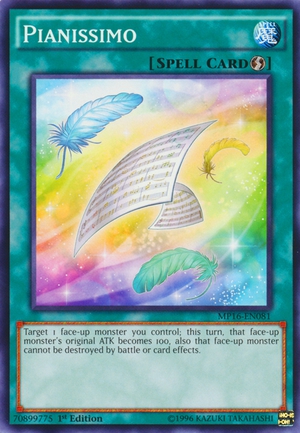 Pianissimo
[Spell Card]
MP16-EN081
Target 1 face-up monster you control; this turn, that face-up
monster's original ATK becomes 100, also that face-up monster
cannot be destroyed by battle or card effects.
70899775 1st Edition ©1996 KAZUKI TAKAHASHI